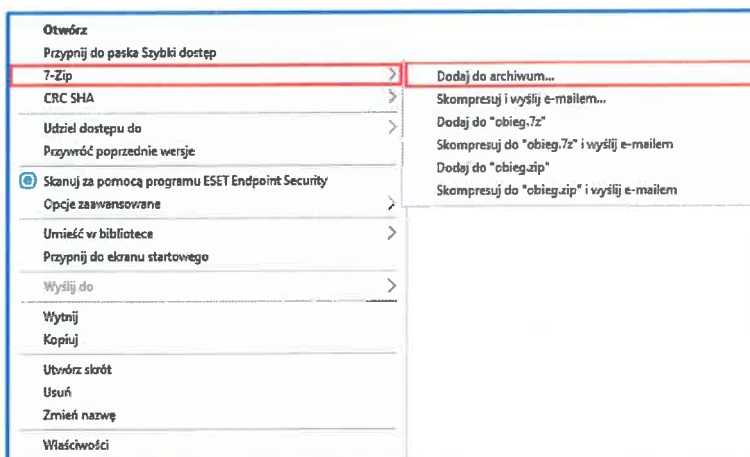 Otwórz
Przypnij do paska Szybki dostęp
7-Zip
CRC SHA
Udziel dostępu do
Przywróć poprzednie wersje
Skanuj za pomocą programu ESET Endpoint Security
Opcje zaawansowane
Umieść w bibliotece
Przypnij do ekranu startowego
Wyślij do
Wytnij
Kopiuj
Utwórz skrót
Usuń
Zmień nazwę
Właściwości
Dodaj do archiwum...
Skompresuj i wyślij e-mailem...
Dodaj do "obieg.7z"
Skompresuj do "obieg.7z" i wyślij e-mailem
Dodaj do "obieg.zip"
Skompresuj do "obieg.zip" i wyślij e-mailem